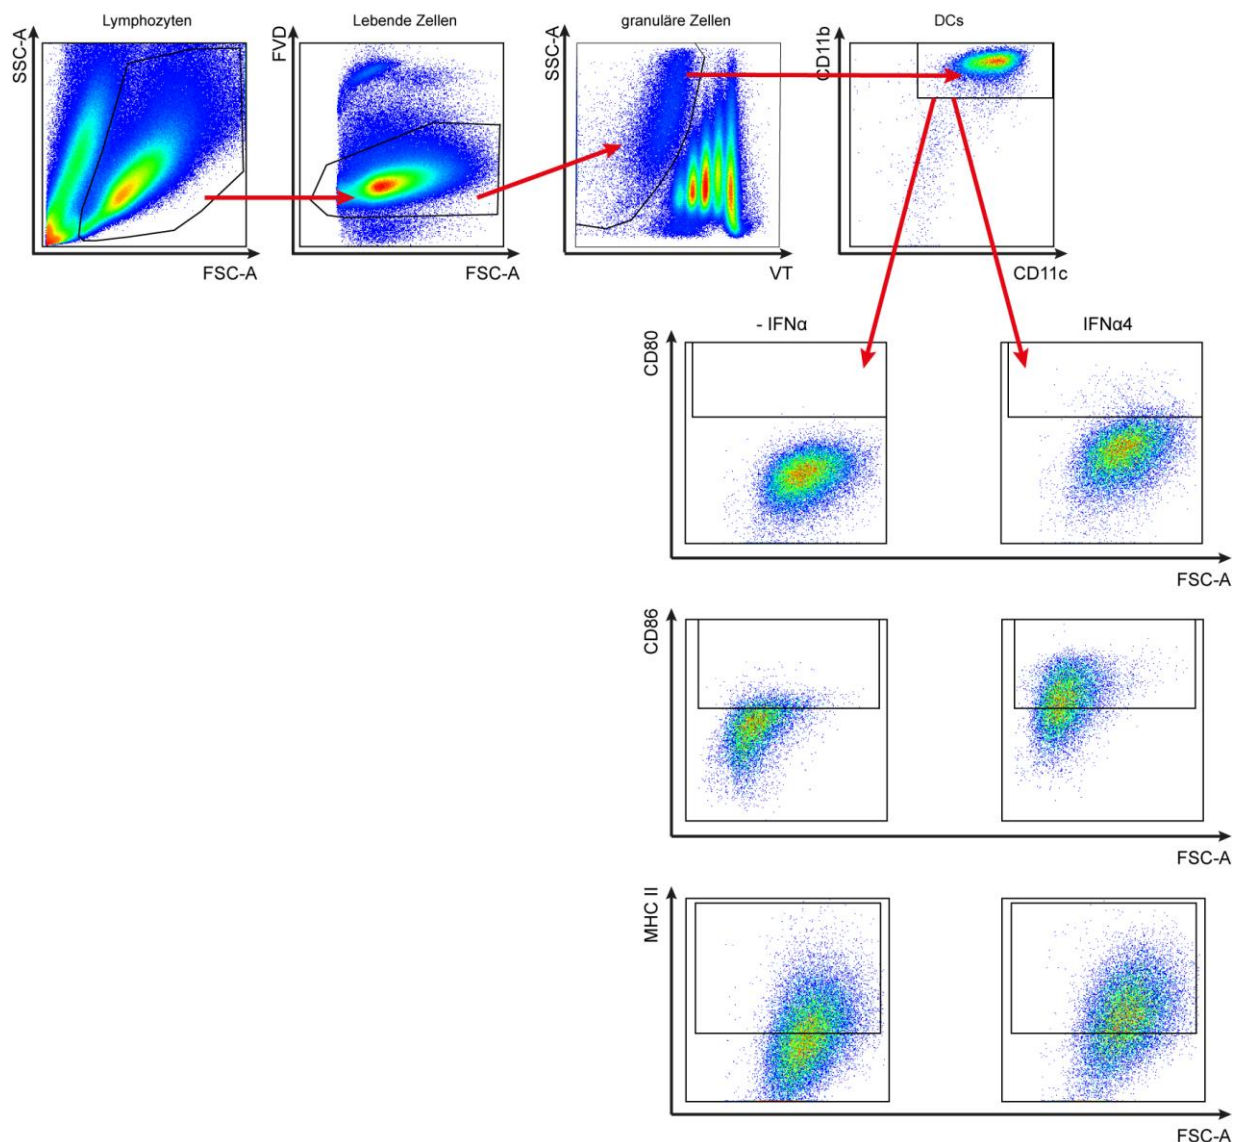 Lymphozyten
Lebende Zellen
granuläre Zellen
DCs
SSC-A
FSC-A
FVD
FSC-A
SSC-A
VT
CD11b
CD11c
- IFNα
IFNα4
CD80
FSC-A
CD86
FSC-A
MHC II
FSC-A